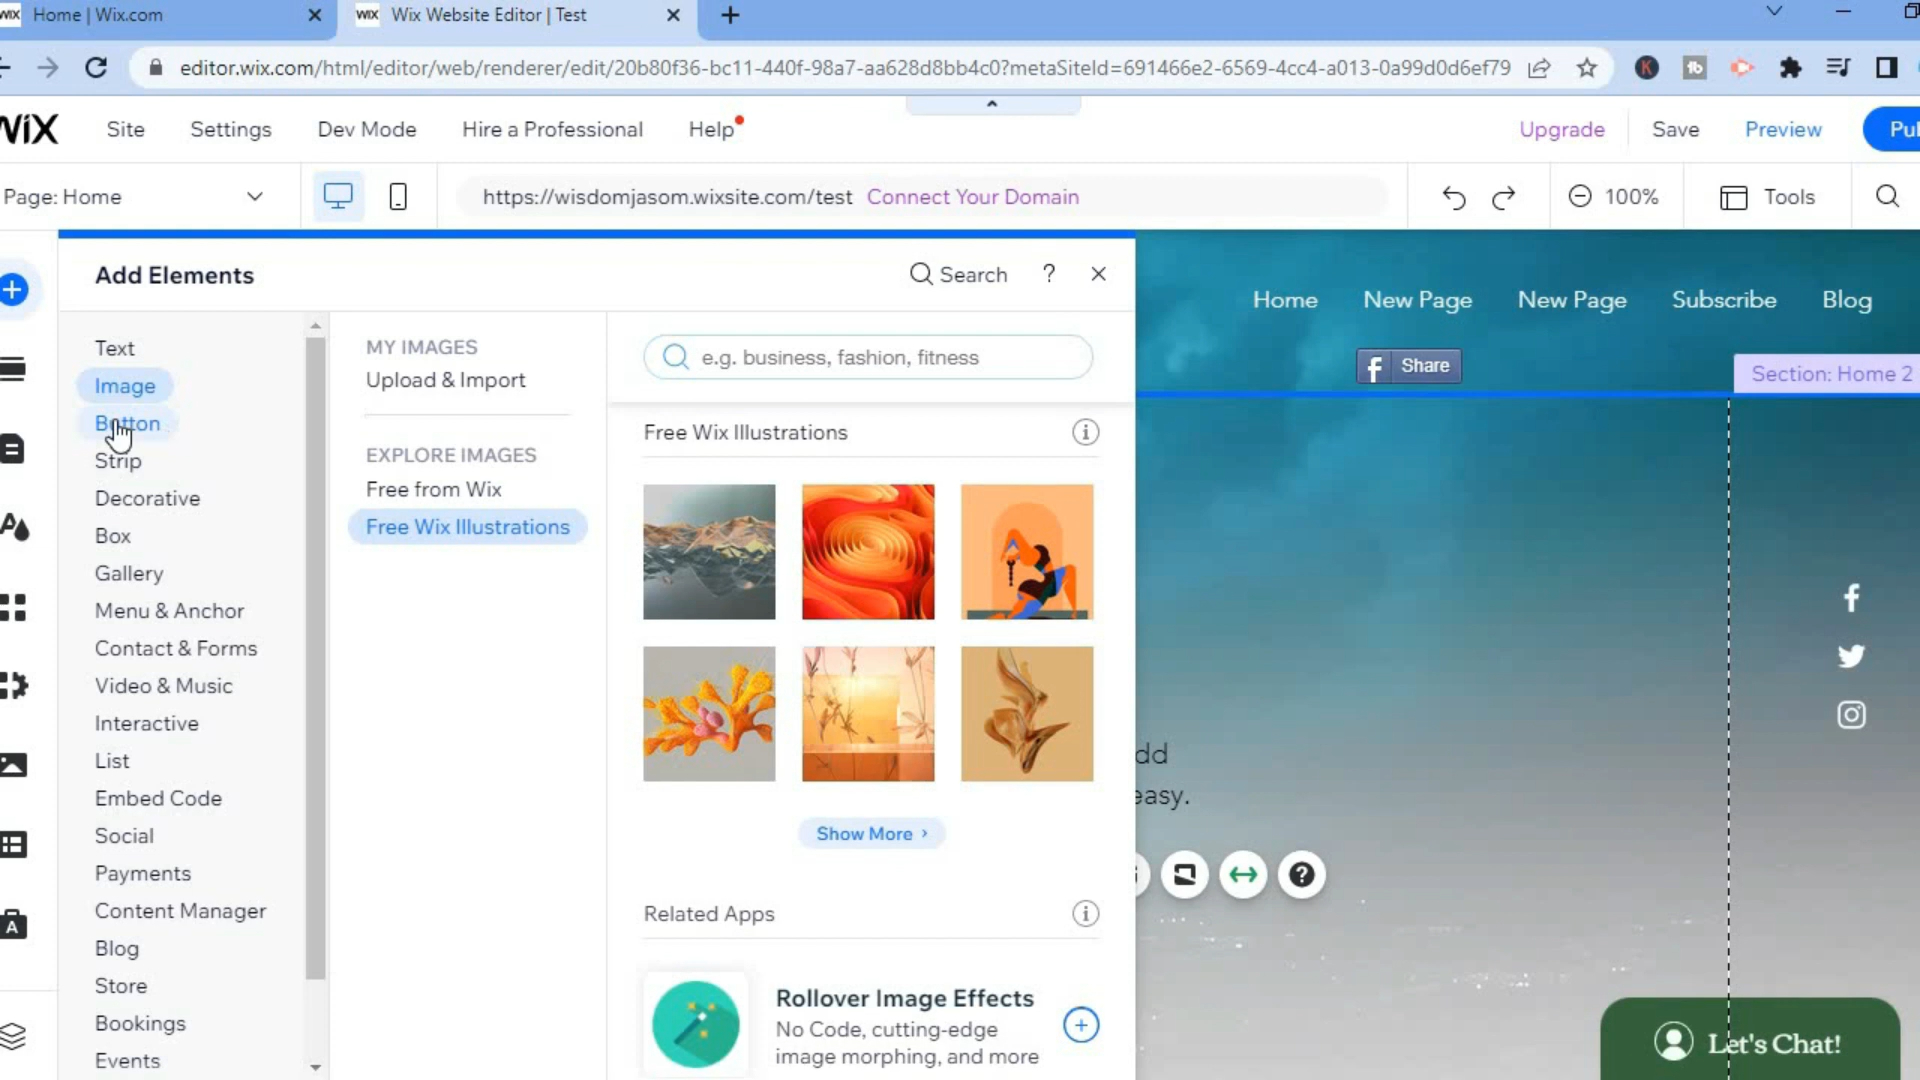 WiX Home | Wix.com
WiX Wix Website Editor | Test
editor.wix.com/html/editor/web/renderer/edit/20b80f36-bc11-440f-98a7-aa628d8bb4c0?metaSiteId=691466e2-6569-4cc4-a013-0a99d0d6ef79
WiX
Site
Settings
Dev Mode
Hire a Professional
Help
Upgrade
Save
Preview
Page: Home
https://wisdomjasom.wixsite.com/test Connect Your Domain
100%
Tools
Add Elements
Search
?
Text
Image
Button
Strip
Decorative
Box
Gallery
Menu & Anchor
Contact & Forms
Video & Music
Interactive
List
Embed Code
Social
Payments
Content Manager
Blog
Store
Bookings
Events
MY IMAGES
Upload & Import
EXPLORE IMAGES
Free from Wix
Free Wix Illustrations
e.g. business, fashion, fitness
Free Wix Illustrations
Show More
Related Apps
Rollover Image Effects
No Code, cutting-edge
image morphing, and more
Home
New Page
New Page
Subscribe
Blog
Share
Section: Home 2
easy.
Let's Chat!